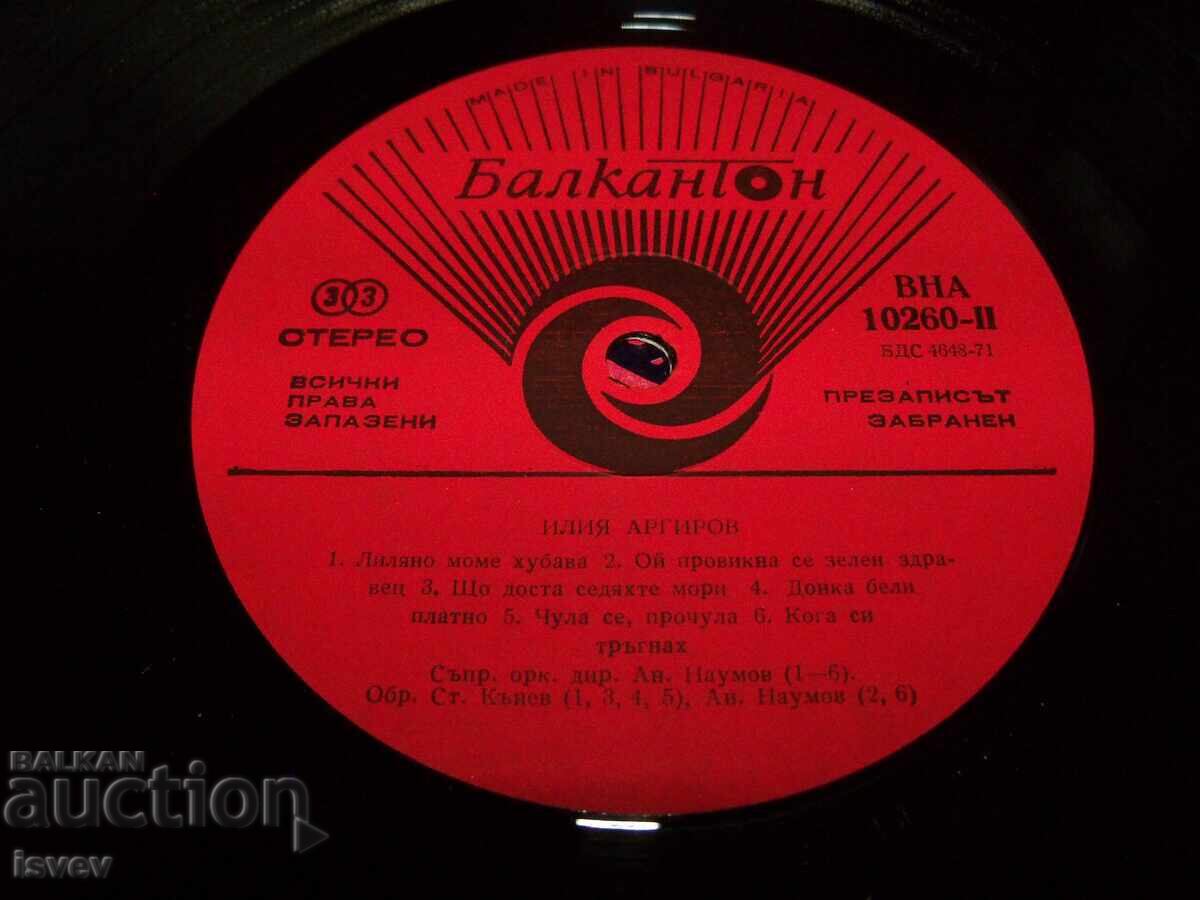 MADE IN BULGARIA
Балкантон
33
СТЕРЕО
ВСИЧКИ
ПРАВА
ЗАПАЗЕНИ
ВНА
10260-II
БДС 4648-71
ПРЕЗАПИСЪТ
ЗАБРАНЕН
ИЛИЯ АРГИРОВ
1. Лиляно моме хубава 2. Ой провикна се зелен здра-
вец 3. Що доста седяхте мори 4. Донка бели
платно 5. Чула се, прочула 6. Кога си
тръгнах
Съпр. орк. дир. Ан. Наумов (1—6).
Обр. Ст. Кънев (1, 3, 4, 5), Ан. Наумов (2, 6)
BALKAN
auction
isvev